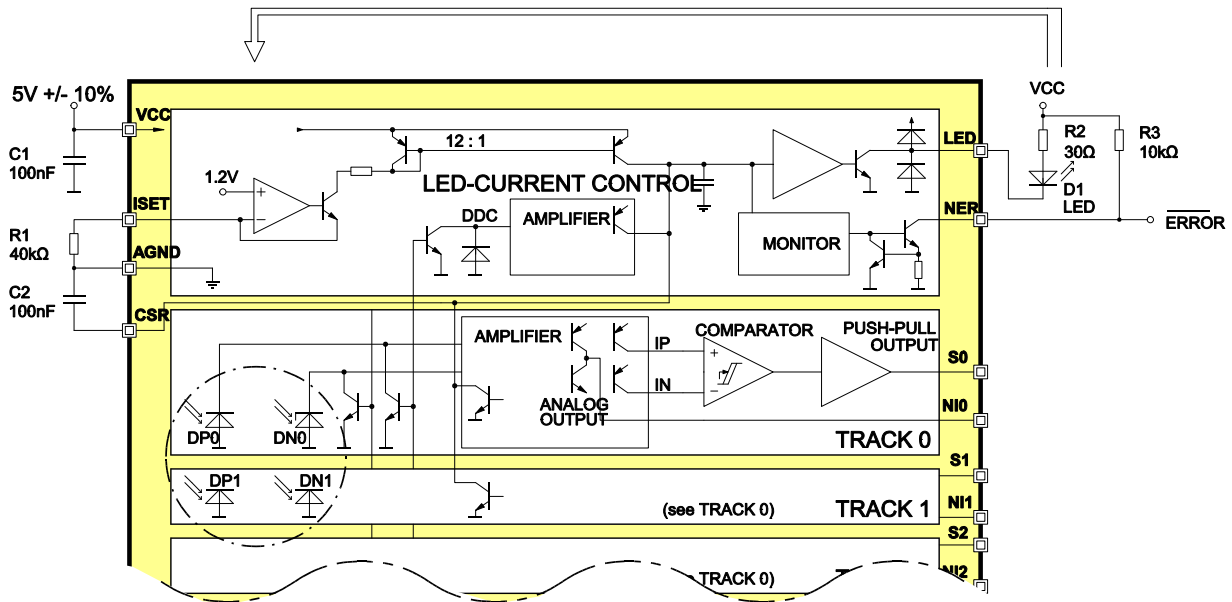 5V +/- 10%
VCC
C1
100nF
ISET
R1
40kΩ
AGND
C2
100nF
CSR
1.2V
12 : 1
LED-CURRENT CONTROL
DDC
AMPLIFIER
MONITOR
LED
NER
VCC
R2
30Ω
R3
10kΩ
D1
LED
ERROR
AMPLIFIER
IP
IN
COMPARATOR
PUSH-PULL
OUTPUT
ANALOG
OUTPUT
S0
NI0
DP0
DN0
TRACK 0
S1
DP1
DN1
(see TRACK 0)
TRACK 1
NI1
S2
TRACK 0)
NI2